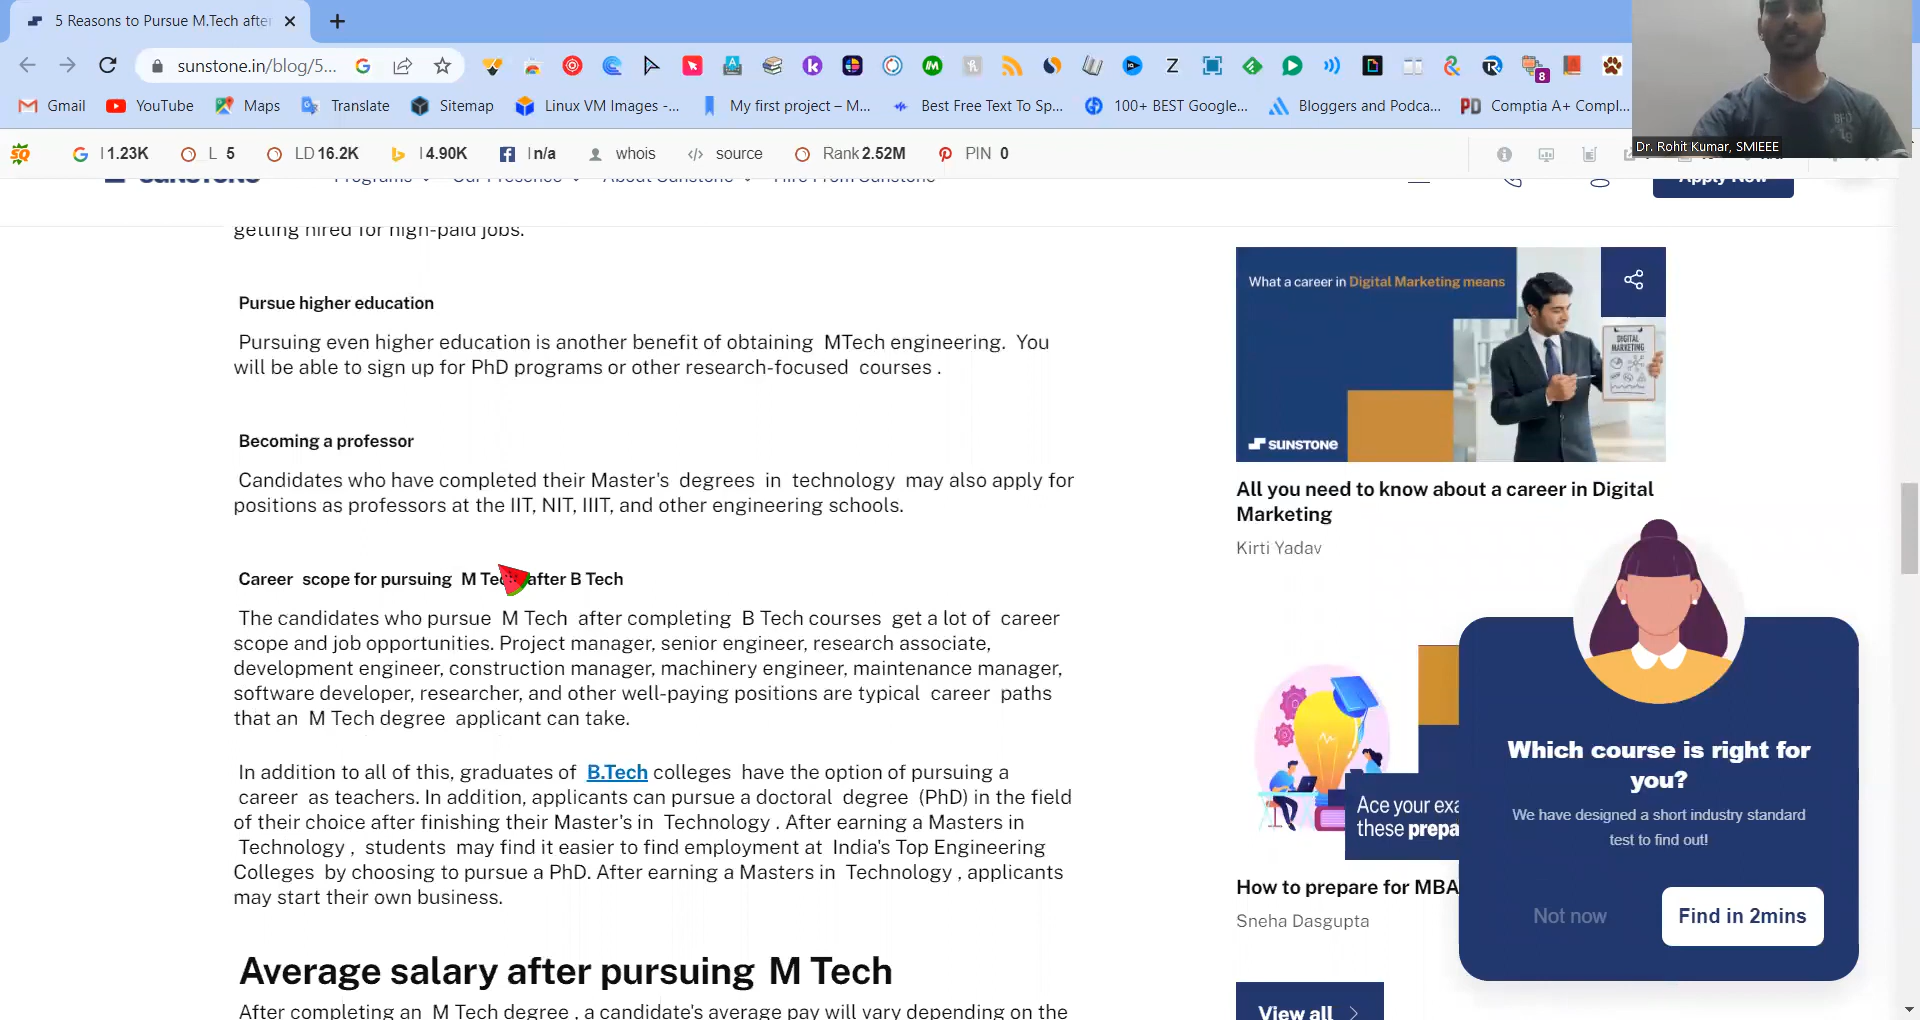 5 Reasons to Pursue M.Tech after
sunstone.in/blog/5...
8
Gmail
YouTube
Maps
Translate
Sitemap
Linux VM Images -...
My first project – M...
Best Free Text To Sp...
100+ BEST Google...
Bloggers and Podca...
Comptia A+ Compl...
Dr. Rohit Kumar, SMIEEE
I 1.23K
L 5
LD 16.2K
I 4.90K
I n/a
whois
source
Rank 2.52M
PIN 0
SUNSTONE
Programs
Our Presence
About Sunstone
Hire From Sunstone
Apply Now
getting hired for high-paid jobs.
Pursue higher education
Pursuing even higher education is another benefit of obtaining MTech engineering. You
will be able to sign up for PhD programs or other research-focused courses .
Becoming a professor
Candidates who have completed their Master's degrees in technology may also apply for
positions as professors at the IIT, NIT, IIIT, and other engineering schools.
Career scope for pursuing M Tech after B Tech
The candidates who pursue M Tech after completing B Tech courses get a lot of career
scope and job opportunities. Project manager, senior engineer, research associate,
development engineer, construction manager, machinery engineer, maintenance manager,
software developer, researcher, and other well-paying positions are typical career paths
that an M Tech degree applicant can take.
In addition to all of this, graduates of B.Tech colleges have the option of pursuing a
career as teachers. In addition, applicants can pursue a doctoral degree (PhD) in the field
of their choice after finishing their Master's in Technology . After earning a Masters in
Technology , students may find it easier to find employment at India's Top Engineering
Colleges by choosing to pursue a PhD. After earning a Masters in Technology , applicants
may start their own business.
Average salary after pursuing M Tech
After completing an M Tech degree , a candidate's average pay will vary depending on the
What a career in Digital Marketing means
DIGITAL
MARKETING
SUNSTONE
All you need to know about a career in Digital
Marketing
Kirti Yadav
Ace your exa
these prepa
How to prepare for MBA
Sneha Dasgupta
View all
Which course is right for
you?
We have designed a short industry standard
test to find out!
Not now
Find in 2mins